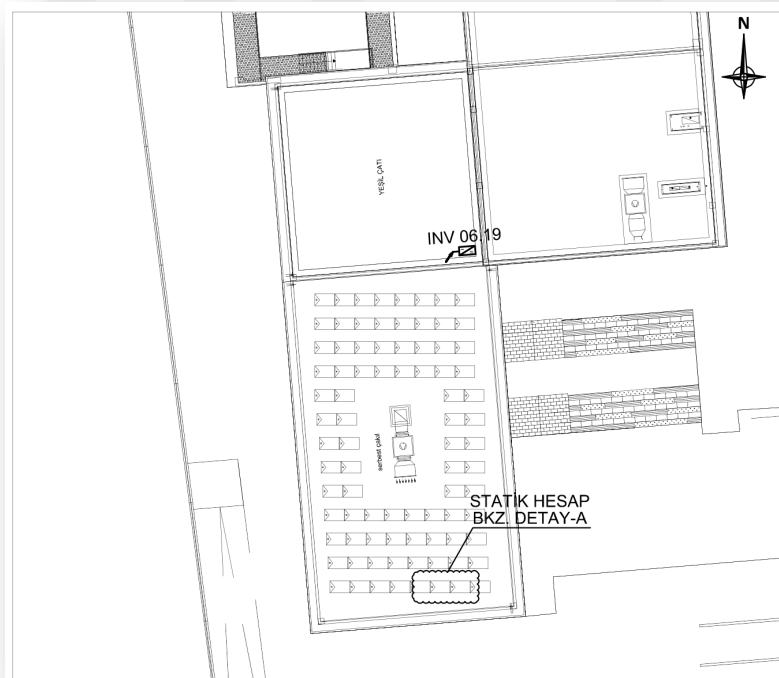 N
YEŞİL ÇATI
INV 06.19
serbest çakıl
STATİK HESAP
BKZ. DETAY-A